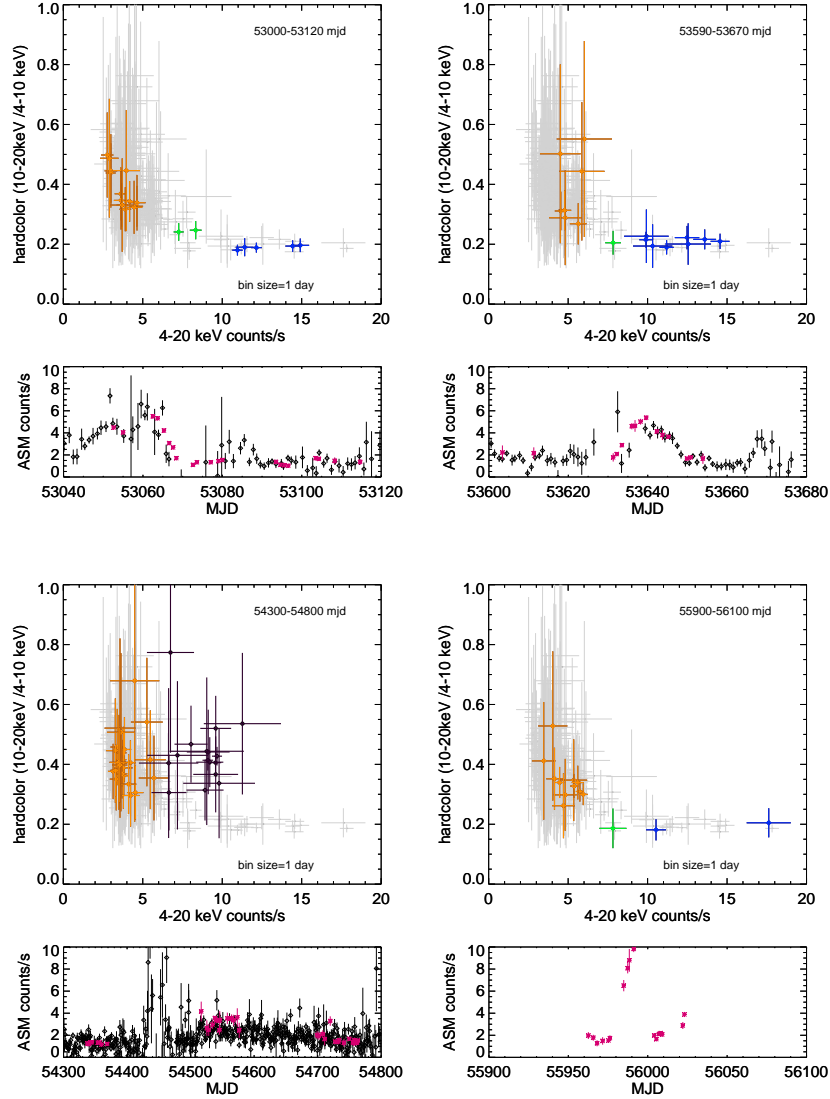 53000-53120 mjd
1.0
0.8
0.6
0.4
0.2
0.0
hardcolor (10-20keV /4-10 keV)
bin size=1 day
0 5 10 15 20
4-20 keV counts/s
10
8
6
4
2
0
ASM counts/s
53040 53060 53080 53100 53120
MJD
53590-53670 mjd
1.0
0.8
0.6
0.4
0.2
0.0
hardcolor (10-20keV /4-10 keV)
bin size=1 day
0 5 10 15 20
4-20 keV counts/s
10
8
6
4
2
0
ASM counts/s
53600 53620 53640 53660 53680
MJD
54300-54800 mjd
1.0
0.8
0.6
0.4
0.2
0.0
hardcolor (10-20keV /4-10 keV)
bin size=1 day
0 5 10 15 20
4-20 keV counts/s
10
8
6
4
2
0
ASM counts/s
54300 54400 54500 54600 54700 54800
MJD
55900-56100 mjd
1.0
0.8
0.6
0.4
0.2
0.0
hardcolor (10-20keV /4-10 keV)
bin size=1 day
0 5 10 15 20
4-20 keV counts/s
10
8
6
4
2
0
ASM counts/s
55900 55950 56000 56050 56100
MJD